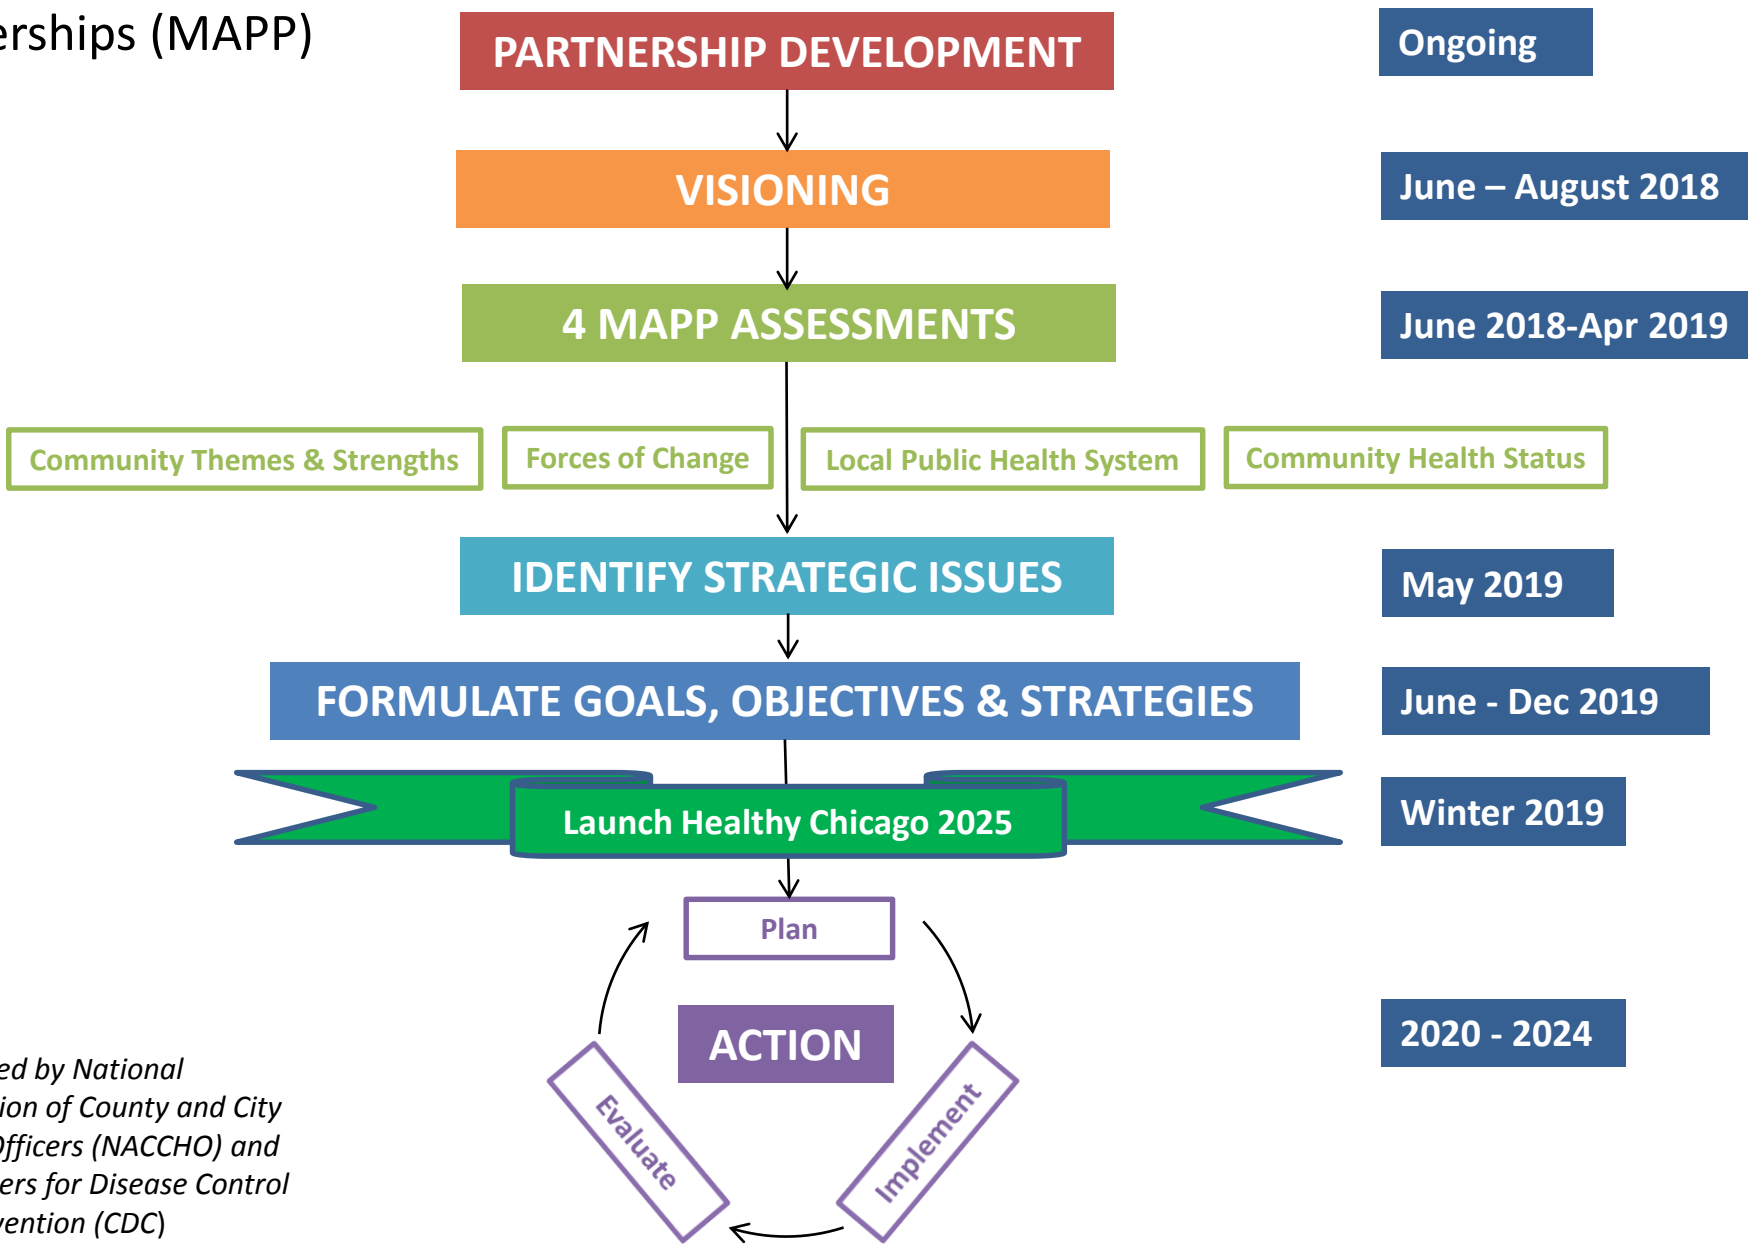 erships (MAPP)
PARTNERSHIP DEVELOPMENT
Ongoing
VISIONING
June – August 2018
4 MAPP ASSESSMENTS
June 2018-Apr 2019
Community Themes & Strengths
Forces of Change
Local Public Health System
Community Health Status
IDENTIFY STRATEGIC ISSUES
May 2019
FORMULATE GOALS, OBJECTIVES & STRATEGIES
June - Dec 2019
Launch Healthy Chicago 2025
Winter 2019
Plan
ACTION
2020 - 2024
Evaluate
Implement
ed by National
ion of County and City
Officers (NACCHO) and
ers for Disease Control
vention (CDC)